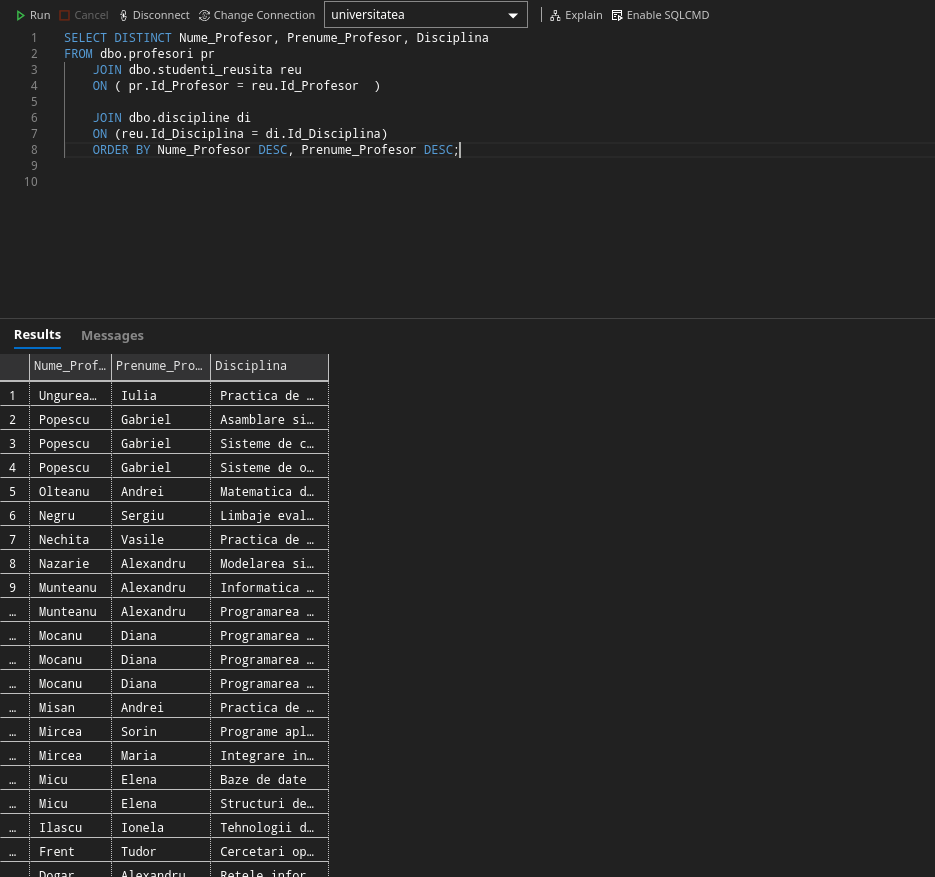 Run Cancel Disconnect Change Connection universitatea Explain Enable SQLCMD
1 SELECT DISTINCT Nume_Profesor, Prenume_Profesor, Disciplina
2 FROM dbo.profesori pr
3 JOIN dbo.studenti_reusita reu
4 ON ( pr.Id_Profesor = reu.Id_Profesor  )
5
6 JOIN dbo.discipline di
7 ON (reu.Id_Disciplina = di.Id_Disciplina)
8 ORDER BY Nume_Profesor DESC, Prenume_Profesor DESC;
9
10
Results Messages
Nume_Prof… Prenume_Pro… Disciplina
1 Ungurea… Iulia Practica de …
2 Popescu Gabriel Asamblare si…
3 Popescu Gabriel Sisteme de c…
4 Popescu Gabriel Sisteme de o…
5 Olteanu Andrei Matematica d…
6 Negru Sergiu Limbaje eval…
7 Nechita Vasile Practica de …
8 Nazarie Alexandru Modelarea si…
9 Munteanu Alexandru Informatica …
… Munteanu Alexandru Programarea …
… Mocanu Diana Programarea …
… Mocanu Diana Programarea …
… Mocanu Diana Programarea …
… Misan Andrei Practica de …
… Mircea Sorin Programe apl…
… Mircea Maria Integrare in…
… Micu Elena Baze de date
… Micu Elena Structuri de…
… Ilascu Ionela Tehnologii d…
… Frent Tudor Cercetari op…
Dogar Alexandru Retele infor…